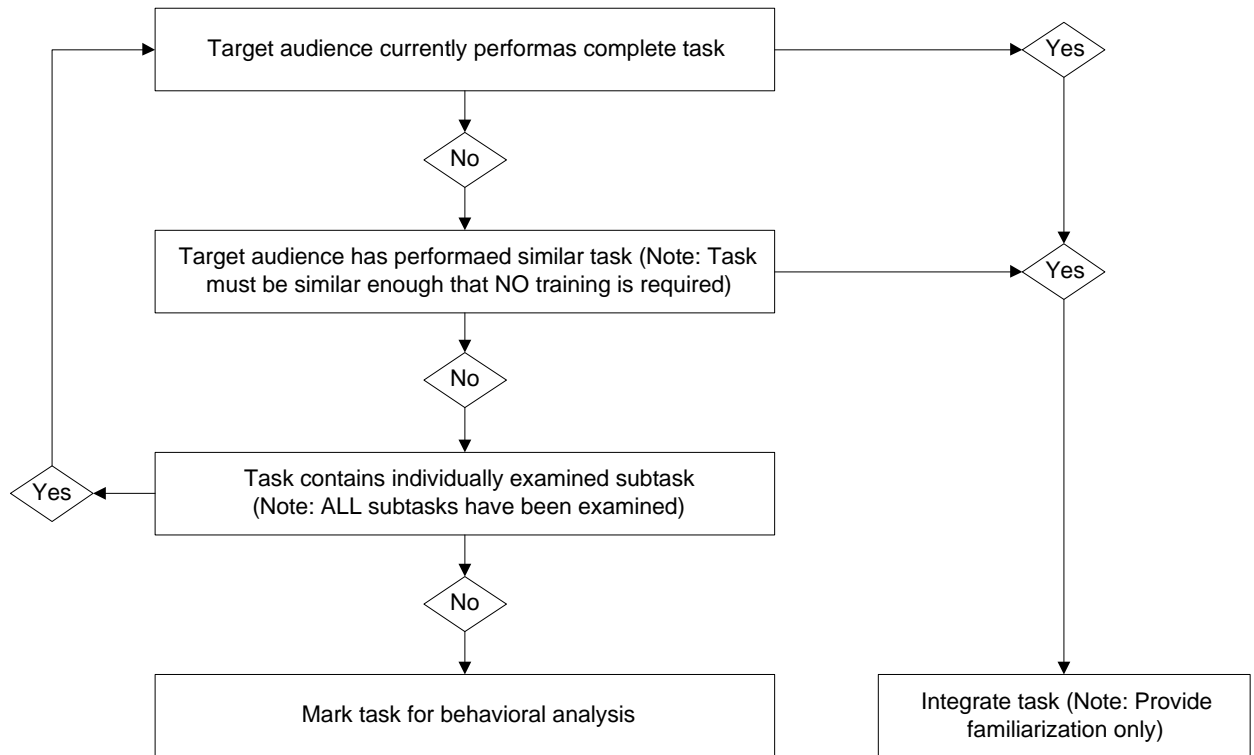 Target audience currently performas complete task
Yes
No
Target audience has performaed similar task (Note: Task
must be similar enough that NO training is required)
Yes
No
Task contains individually examined subtask
(Note: ALL subtasks have been examined)
Yes
No
Mark task for behavioral analysis
Integrate task (Note: Provide
familiarization only)